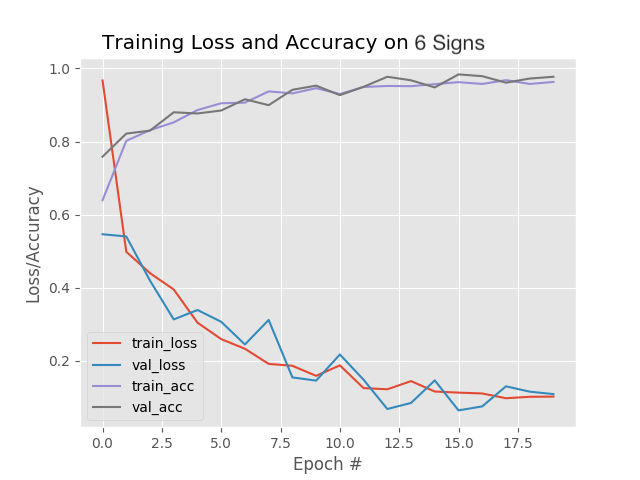 Training Loss and Accuracy on 6 Signs
1.0
0.8
0.6
0.4
0.2
Loss/Accuracy
train_loss
val_loss
train_acc
val_acc
0.0 2.5 5.0 7.5 10.0 12.5 15.0 17.5
Epoch #